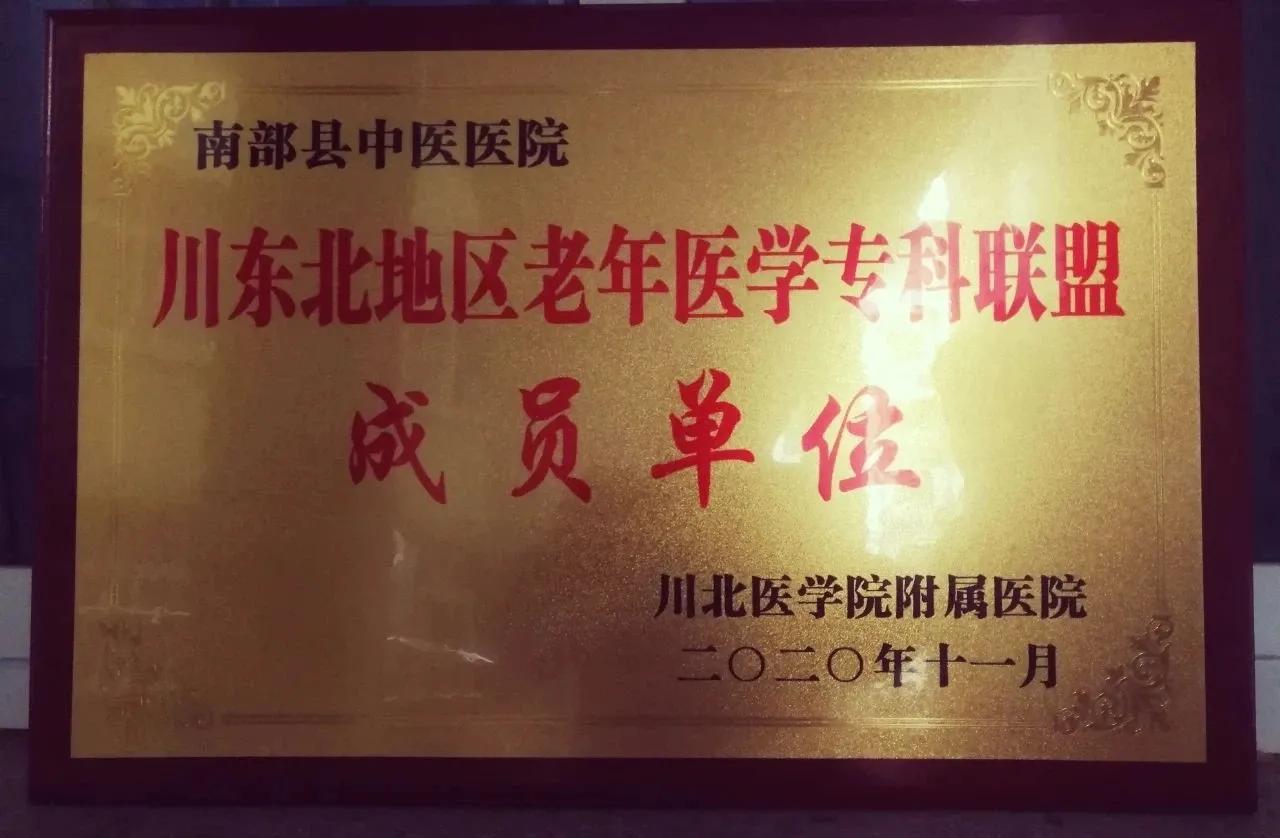 南部县中医医院
川东北地区老年医学专科联盟
成员单位
川北医学院附属医院
二〇二〇年十一月